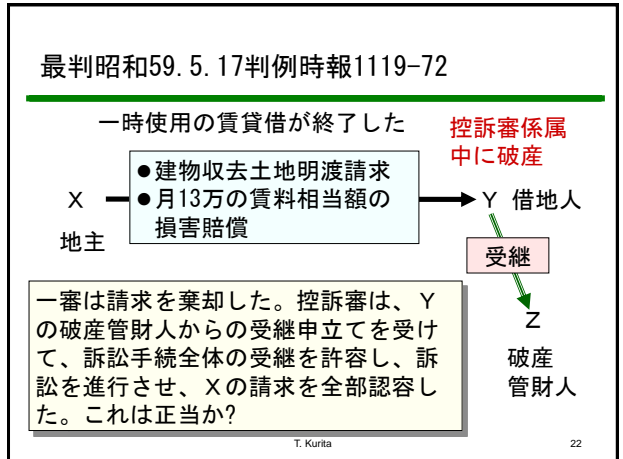 最判昭和59.5.17判例時報1119-72
一時使用の賃貸借が終了した
控訴審係属
中に破産
●建物収去土地明渡請求
●月13万の賃料相当額の
損害賠償
X
Y 借地人
地主
受継
一審は請求を棄却した。控訴審は、Y
の破産管財人からの受継申立てを受け
て、訴訟手続全体の受継を許容し、訴
訟を進行させ、Xの請求を全部認容し
た。これは正当か?
Z
破産
管財人
T. Kurita
22